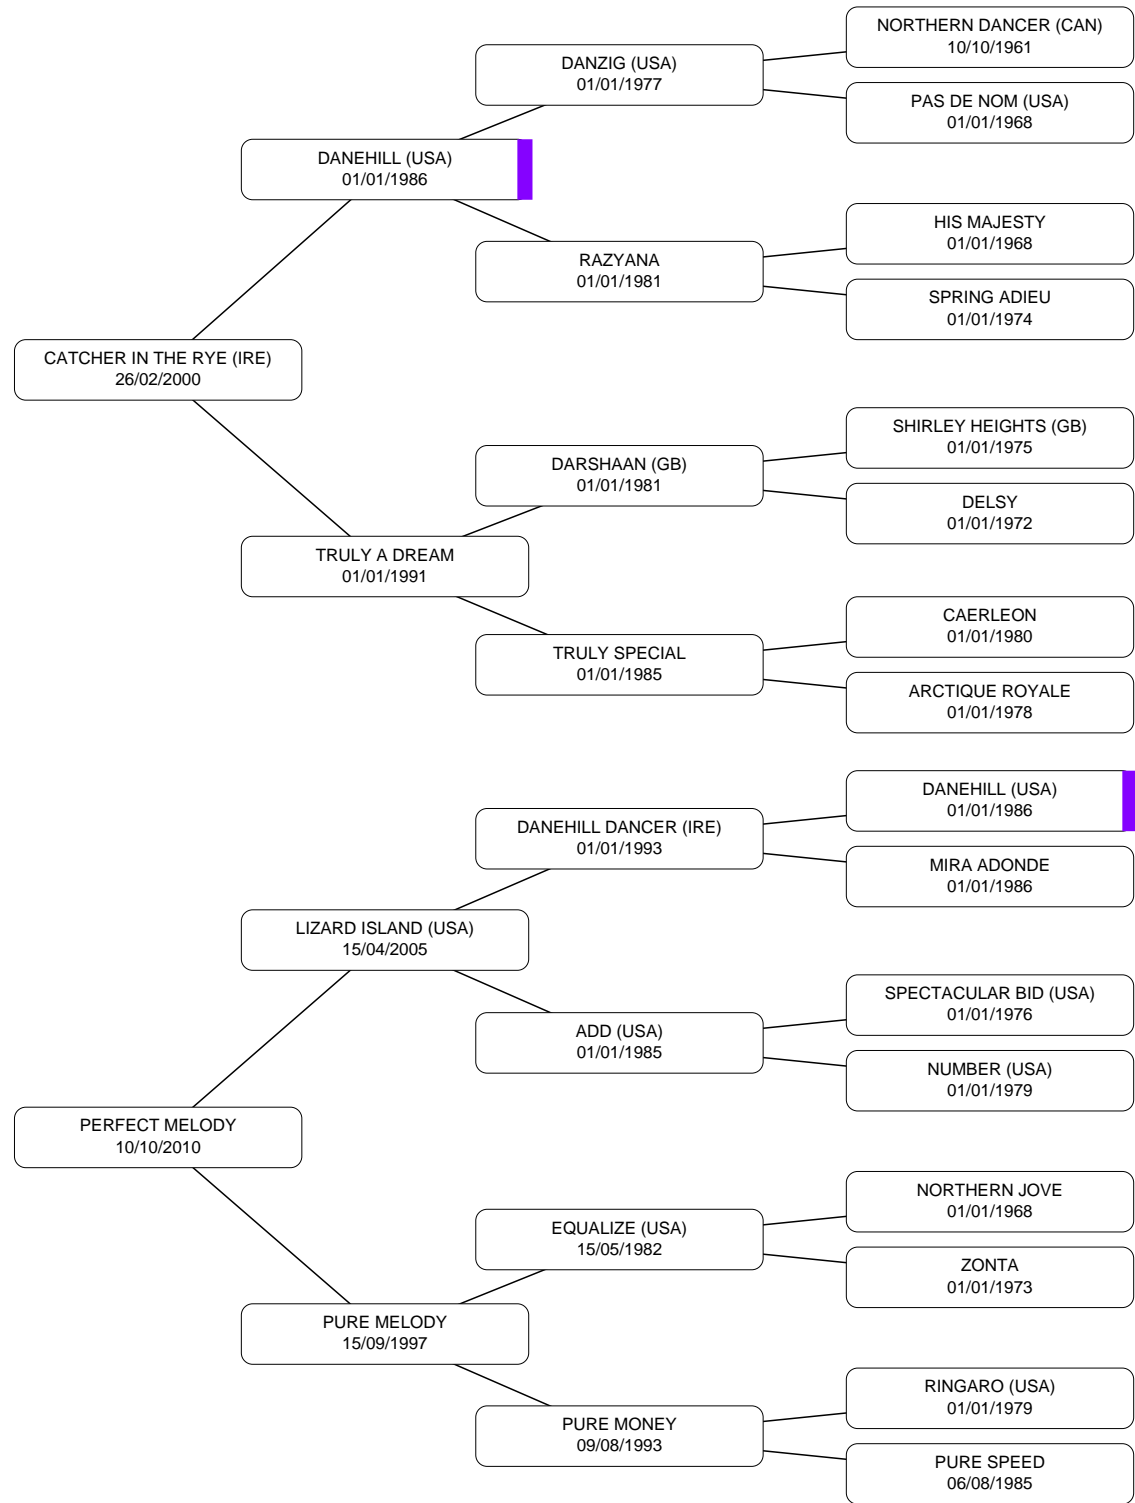 NORTHERN DANCER (CAN)
10/10/1961
DANZIG (USA)
01/01/1977
PAS DE NOM (USA)
01/01/1968
DANEHILL (USA)
01/01/1986
HIS MAJESTY
01/01/1968
RAZYANA
01/01/1981
SPRING ADIEU
01/01/1974
CATCHER IN THE RYE (IRE)
26/02/2000
SHIRLEY HEIGHTS (GB)
01/01/1975
DARSHAAN (GB)
01/01/1981
DELSY
01/01/1972
TRULY A DREAM
01/01/1991
CAERLEON
01/01/1980
TRULY SPECIAL
01/01/1985
ARCTIQUE ROYALE
01/01/1978
DANEHILL (USA)
01/01/1986
DANEHILL DANCER (IRE)
01/01/1993
MIRA ADONDE
01/01/1986
LIZARD ISLAND (USA)
15/04/2005
SPECTACULAR BID (USA)
01/01/1976
ADD (USA)
01/01/1985
NUMBER (USA)
01/01/1979
PERFECT MELODY
10/10/2010
NORTHERN JOVE
01/01/1968
EQUALIZE (USA)
15/05/1982
ZONTA
01/01/1973
PURE MELODY
15/09/1997
RINGARO (USA)
01/01/1979
PURE MONEY
09/08/1993
PURE SPEED
06/08/1985